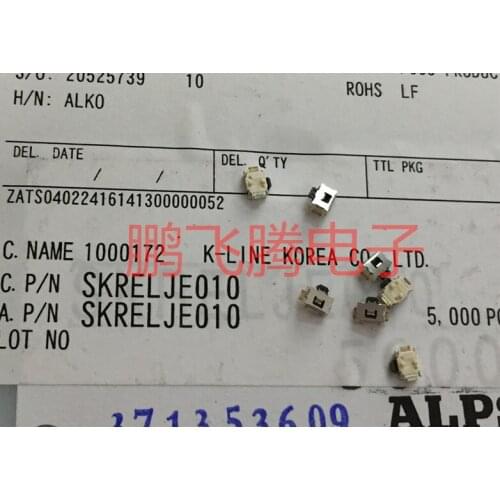 S/O: 20525739 10
H/N: ALKO
ROHS LF
DEL. DATE
DEL. Q'TY
TTL PKG
/ /
ZATS04022416141300000052
鹏飞腾电子
C. NAME 1000172 K-LINE KOREA CO.,LTD.
C. P/N SKRELJE010
A. P/N SKRELJE010
5,000 PC
LOT NO
371353609
ALPS